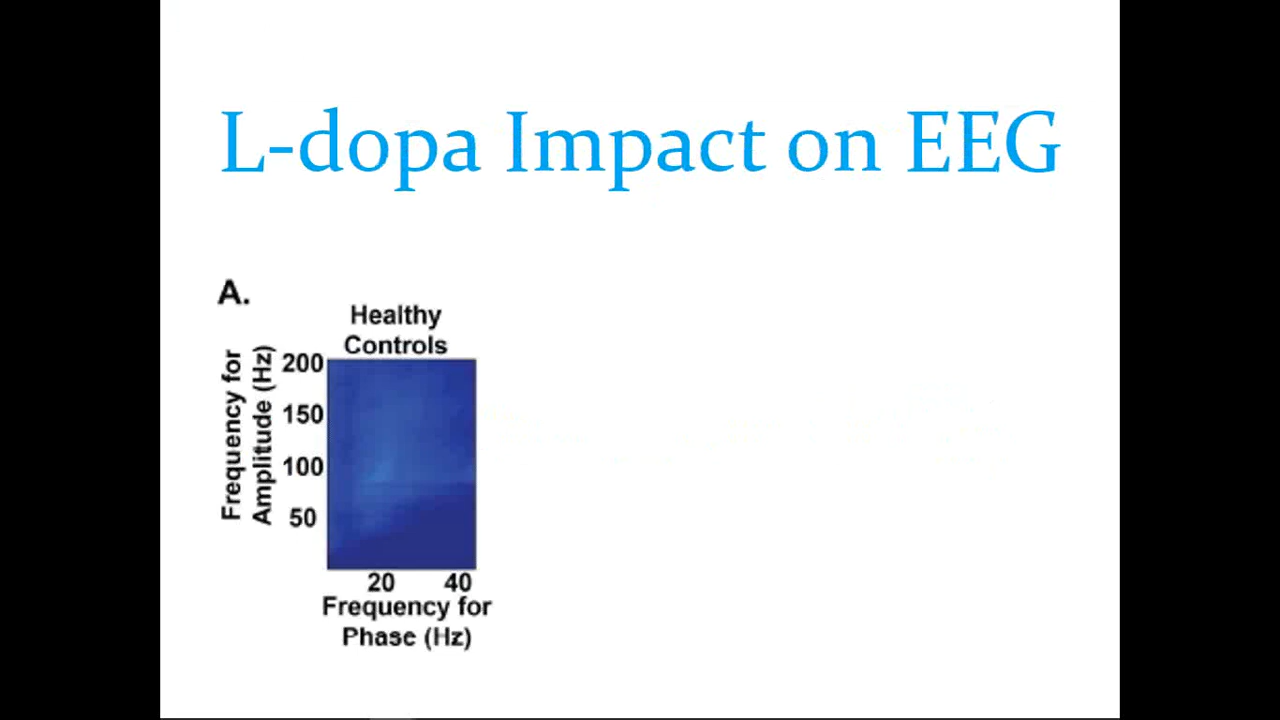 L-dopa Impact on EEG
A.
Healthy
Controls
Frequency for
Amplitude (Hz)
200
150
100
50
20 40
Frequency for
Phase (Hz)